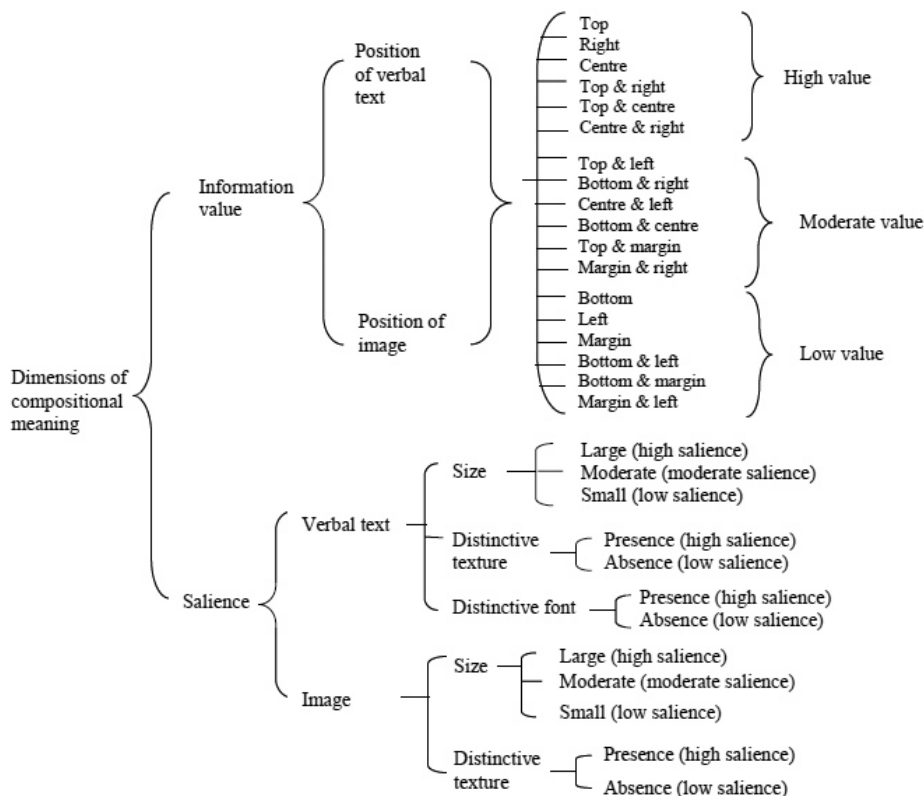 Dimensions of
compositional
meaning
Information
value
Position
of verbal
text
Position of
image
Top
Right
Centre
Top & right
Top & centre
Centre & right
High value
Top & left
Bottom & right
Centre & left
Bottom & centre
Top & margin
Margin & right
Moderate value
Bottom
Left
Margin
Bottom & left
Bottom & margin
Margin & left
Low value
Salience
Verbal text
Size
Large (high salience)
Moderate (moderate salience)
Small (low salience)
Distinctive
texture
Presence (high salience)
Absence (low salience)
Distinctive font
Presence (high salience)
Absence (low salience)
Image
Size
Large (high salience)
Moderate (moderate salience)
Small (low salience)
Distinctive
texture
Presence (high salience)
Absence (low salience)